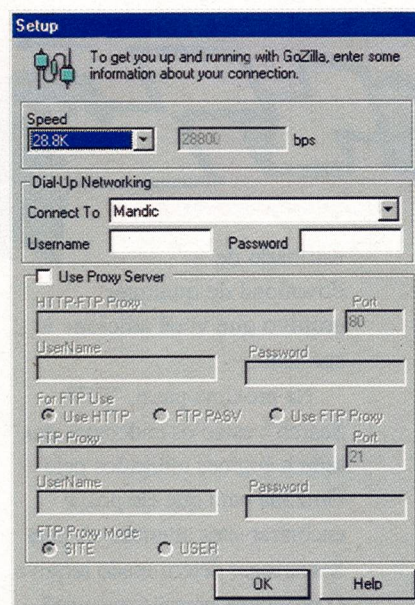 Setup
To get you up and running with GoZilla, enter some
information about your connection.
Speed
28.8K 28800 bps
Dial-Up Networking
Connect To Mandic
Username Password
Use Proxy Server
HTTP-FTP Proxy Port
80
UserName Password
For FTP Use
Use HTTP FTP PASV Use FTP Proxy
FTP Proxy Port
21
UserName Password
FTP Proxy Mode
SITE USER
OK Help